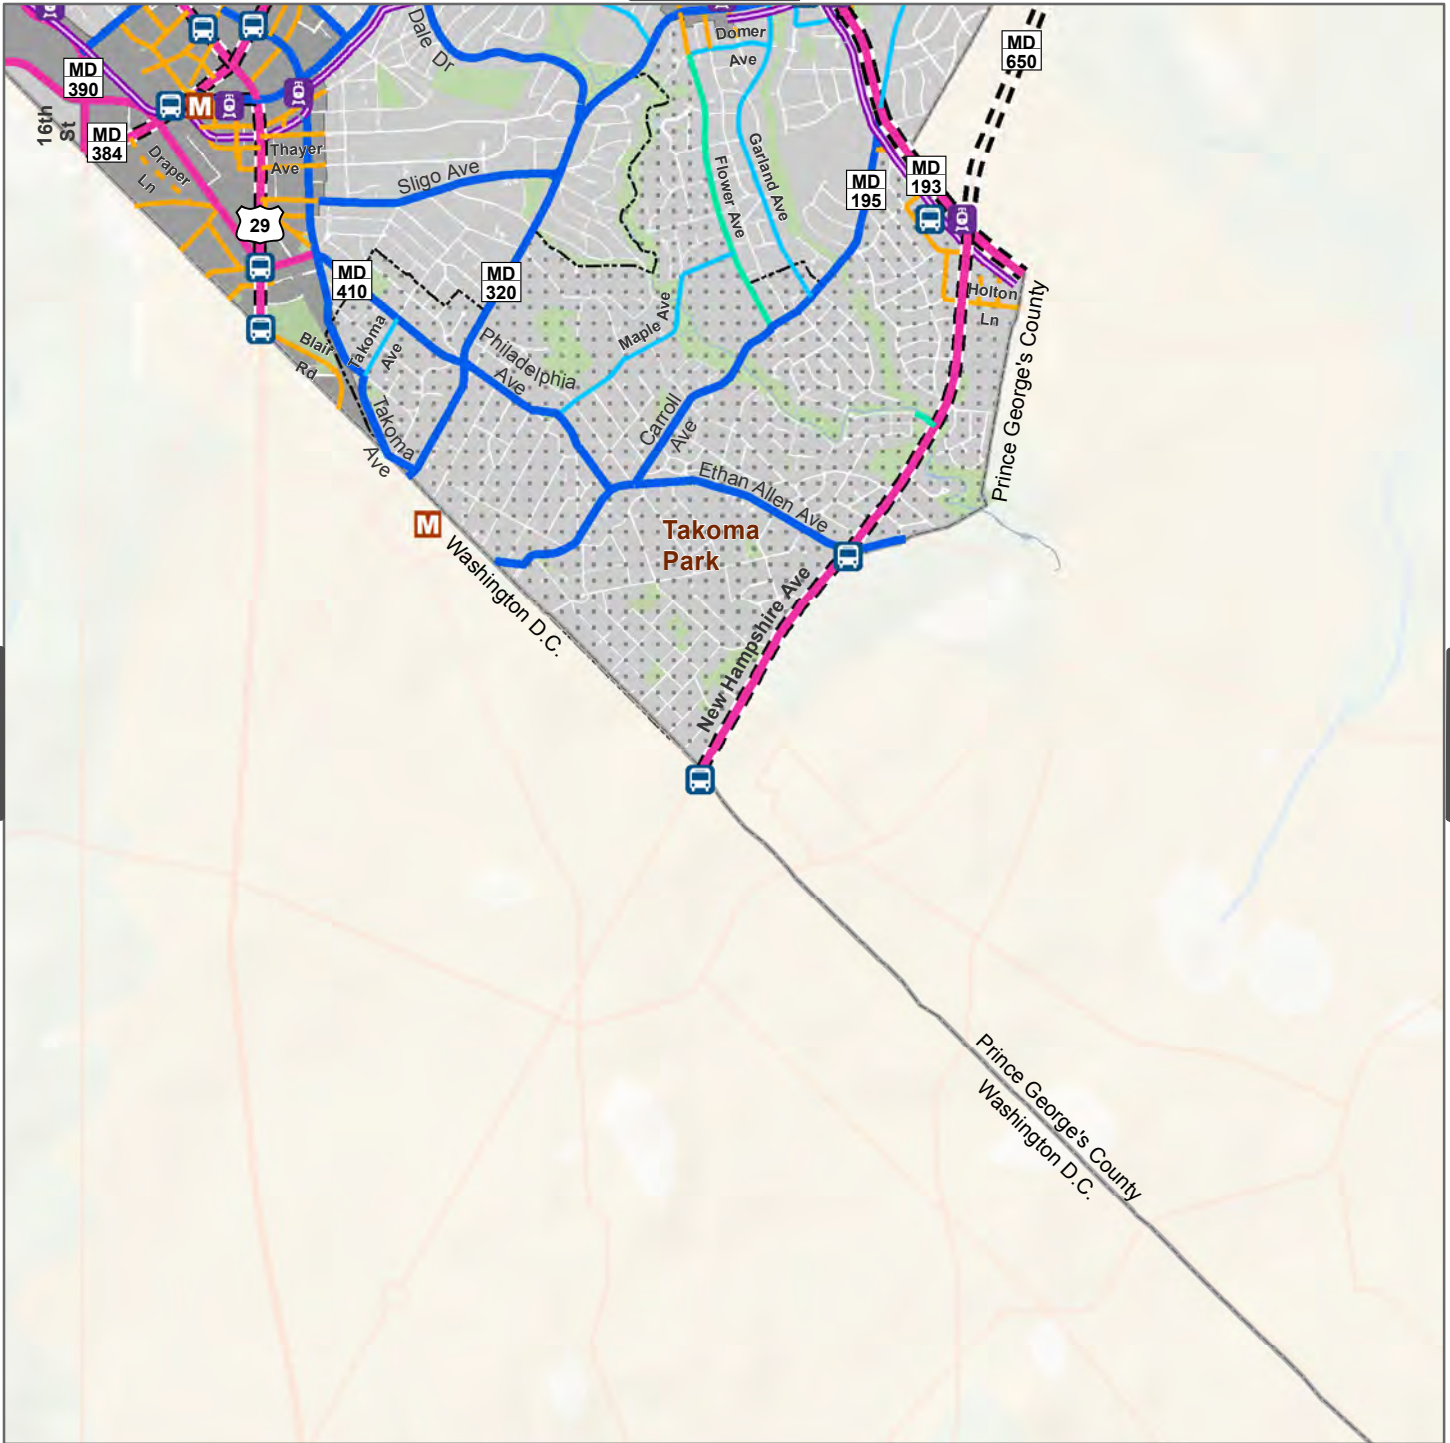 Dale Dr
Domer
Ave
MD
650
MD
390
16th
St
M
MD
384
Draper
Ln
Thayer
Ave
Sligo Ave
Flower Ave
Garland Ave
MD
195
MD
193
29
MD
410
MD
320
Holton
Ln
Prince George's County
Blair
Rd
Takoma
Ave
Maple Ave
Philadelphia
Ave
Takoma
Ave
Carroll
Ave
Ethan Allen Ave
M
Takoma
Park
Washington D.C.
New Hampshire Ave
Prince George's County
Washington D.C.